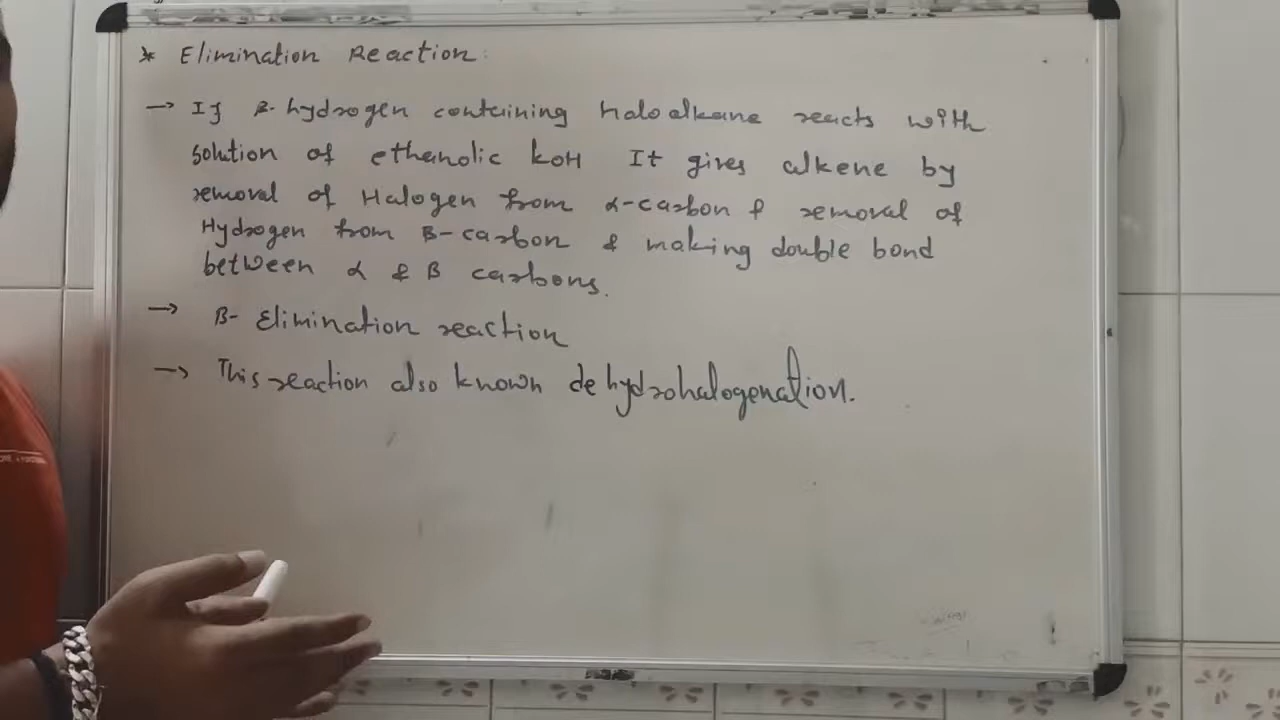 * Elimination Reaction:
→ If β-hydrogen containing Haloalkane reacts with
solution of ethanolic KOH It gives alkene by
removal of Halogen from α-carbon & removal of
Hydrogen from β-carbon & making double bond
between α & β carbons.
→ β-Elimination reaction
→ This reaction also known dehydrohalogenation.